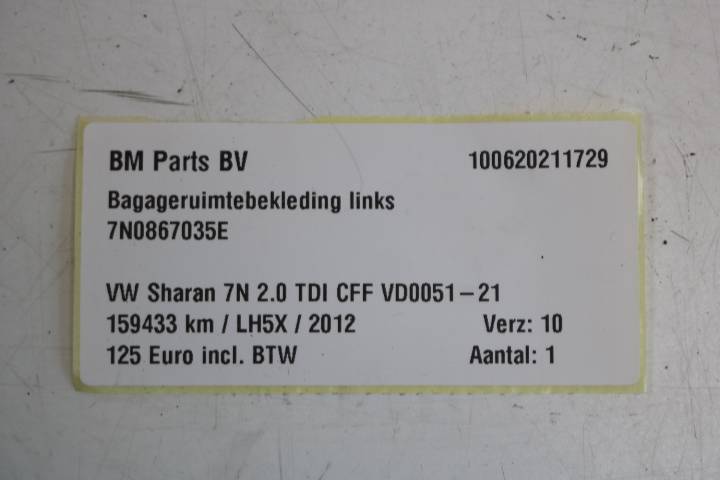 BM Parts BV 100620211729
Bagageruimtebekleding links
7N0867035E
VW Sharan 7N 2.0 TDI CFF VD0051-21
159433 km / LH5X / 2012 Verz: 10
125 Euro incl. BTW Aantal: 1